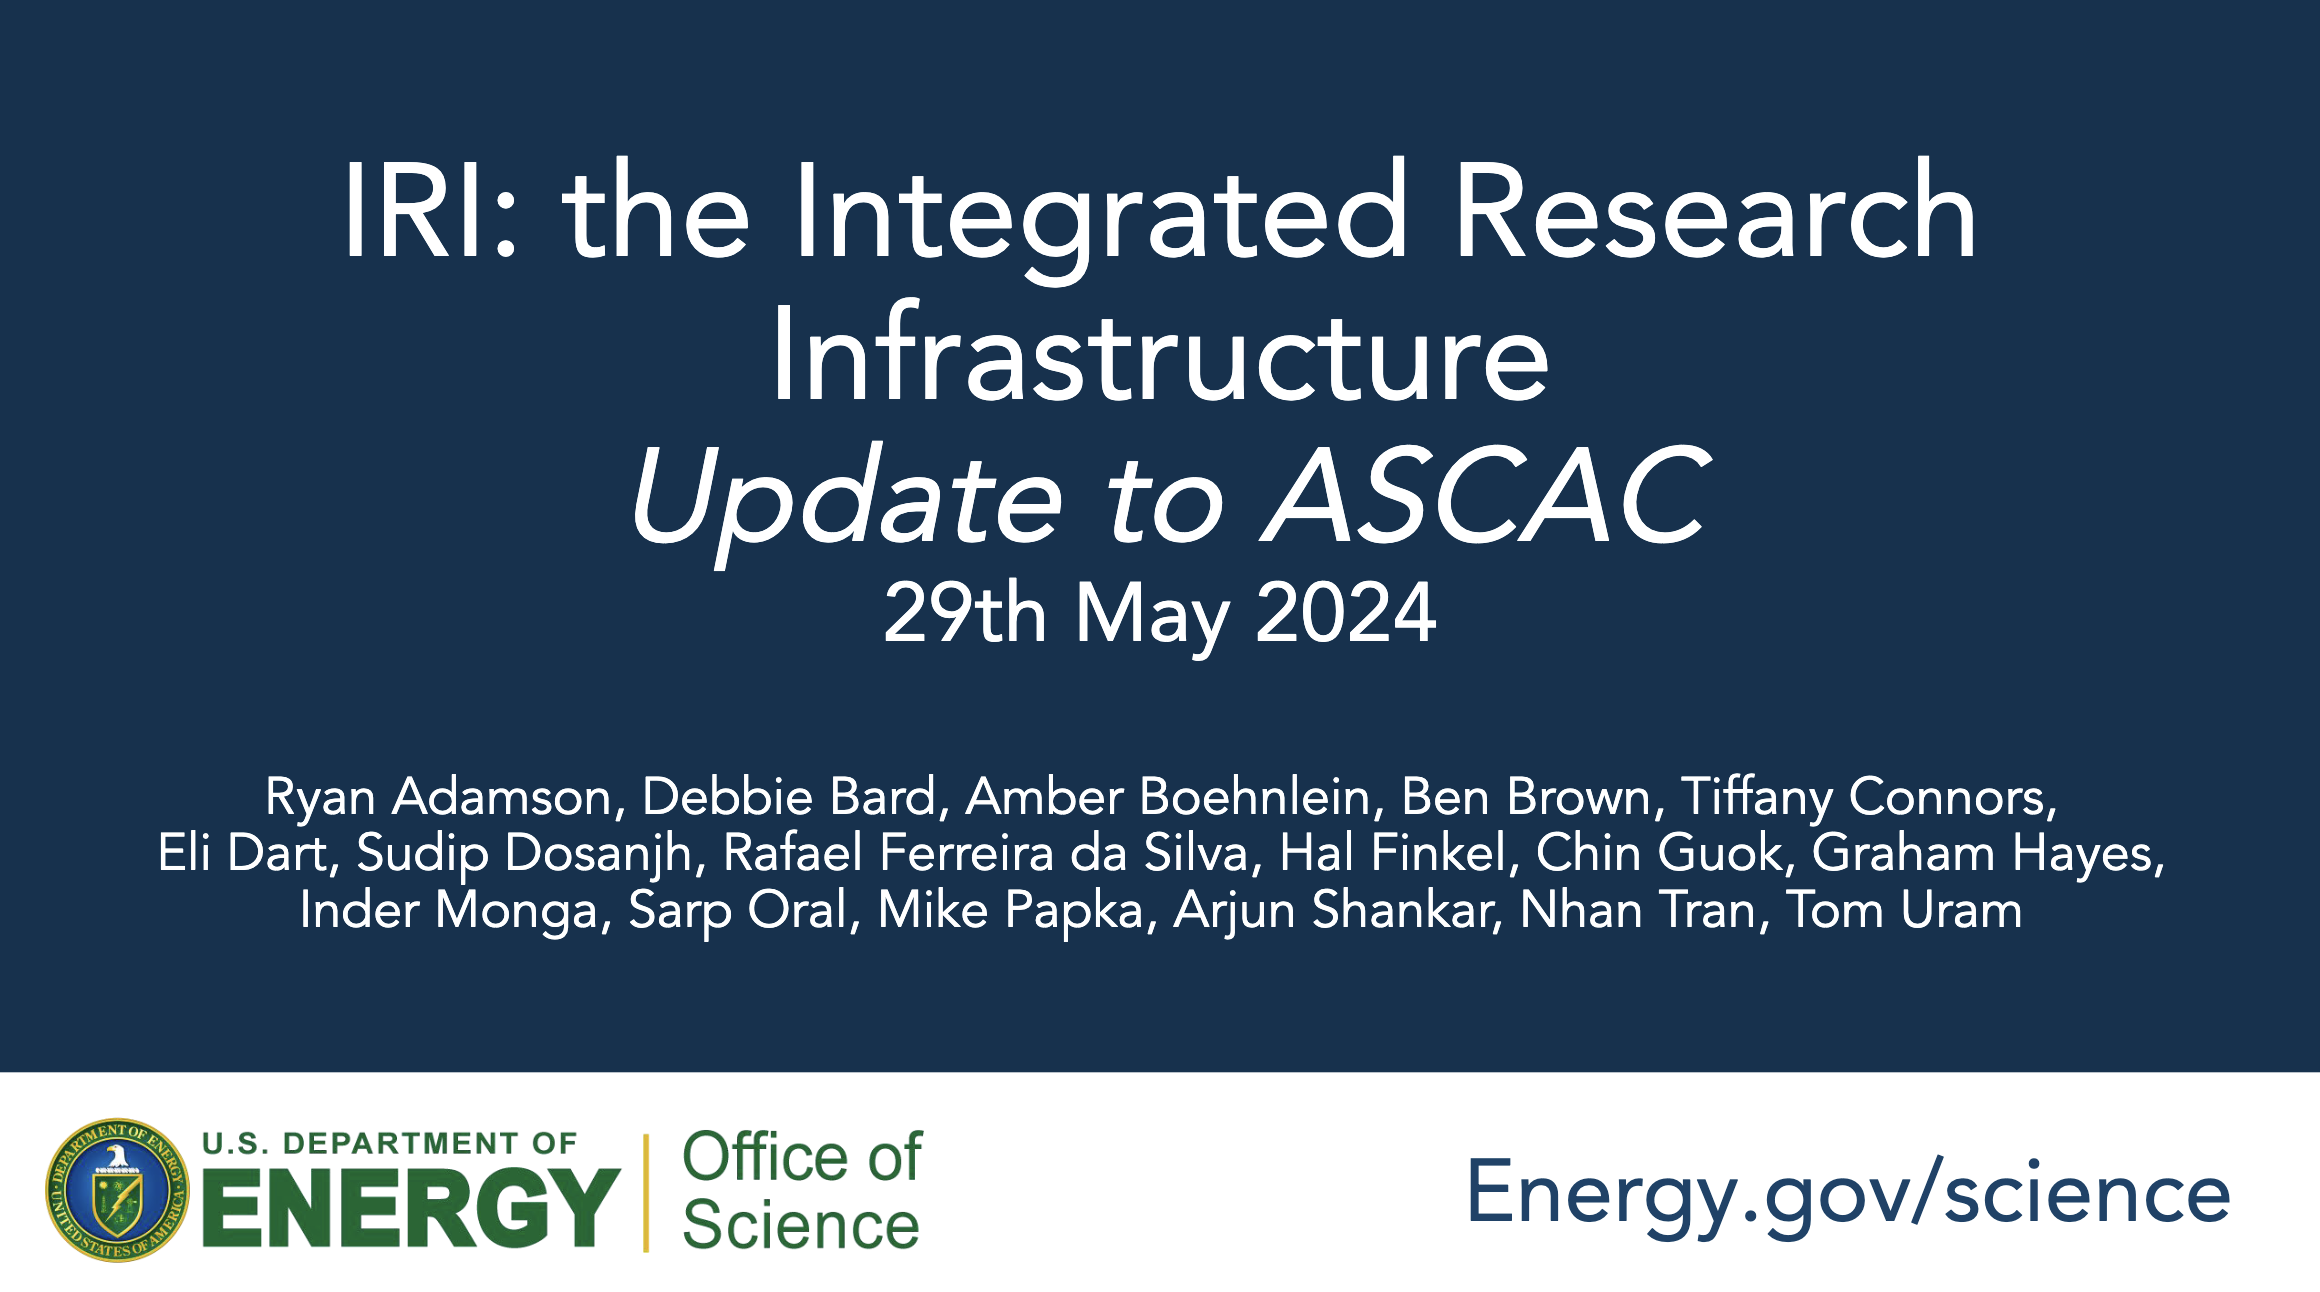 IRI: the Integrated Research
Infrastructure
Update to ASCAC
29th May 2024
Ryan Adamson, Debbie Bard, Amber Boehnlein, Ben Brown, Tiffany Connors,
Eli Dart, Sudip Dosanjh, Rafael Ferreira da Silva, Hal Finkel, Chin Guok, Graham Hayes,
Inder Monga, Sarp Oral, Mike Papka, Arjun Shankar, Nhan Tran, Tom Uram
DEPARTMENT OF ENERGY
UNITED STATES OF AMERICA
U.S. DEPARTMENT OF
ENERGY
Office of
Science
Energy.gov/science